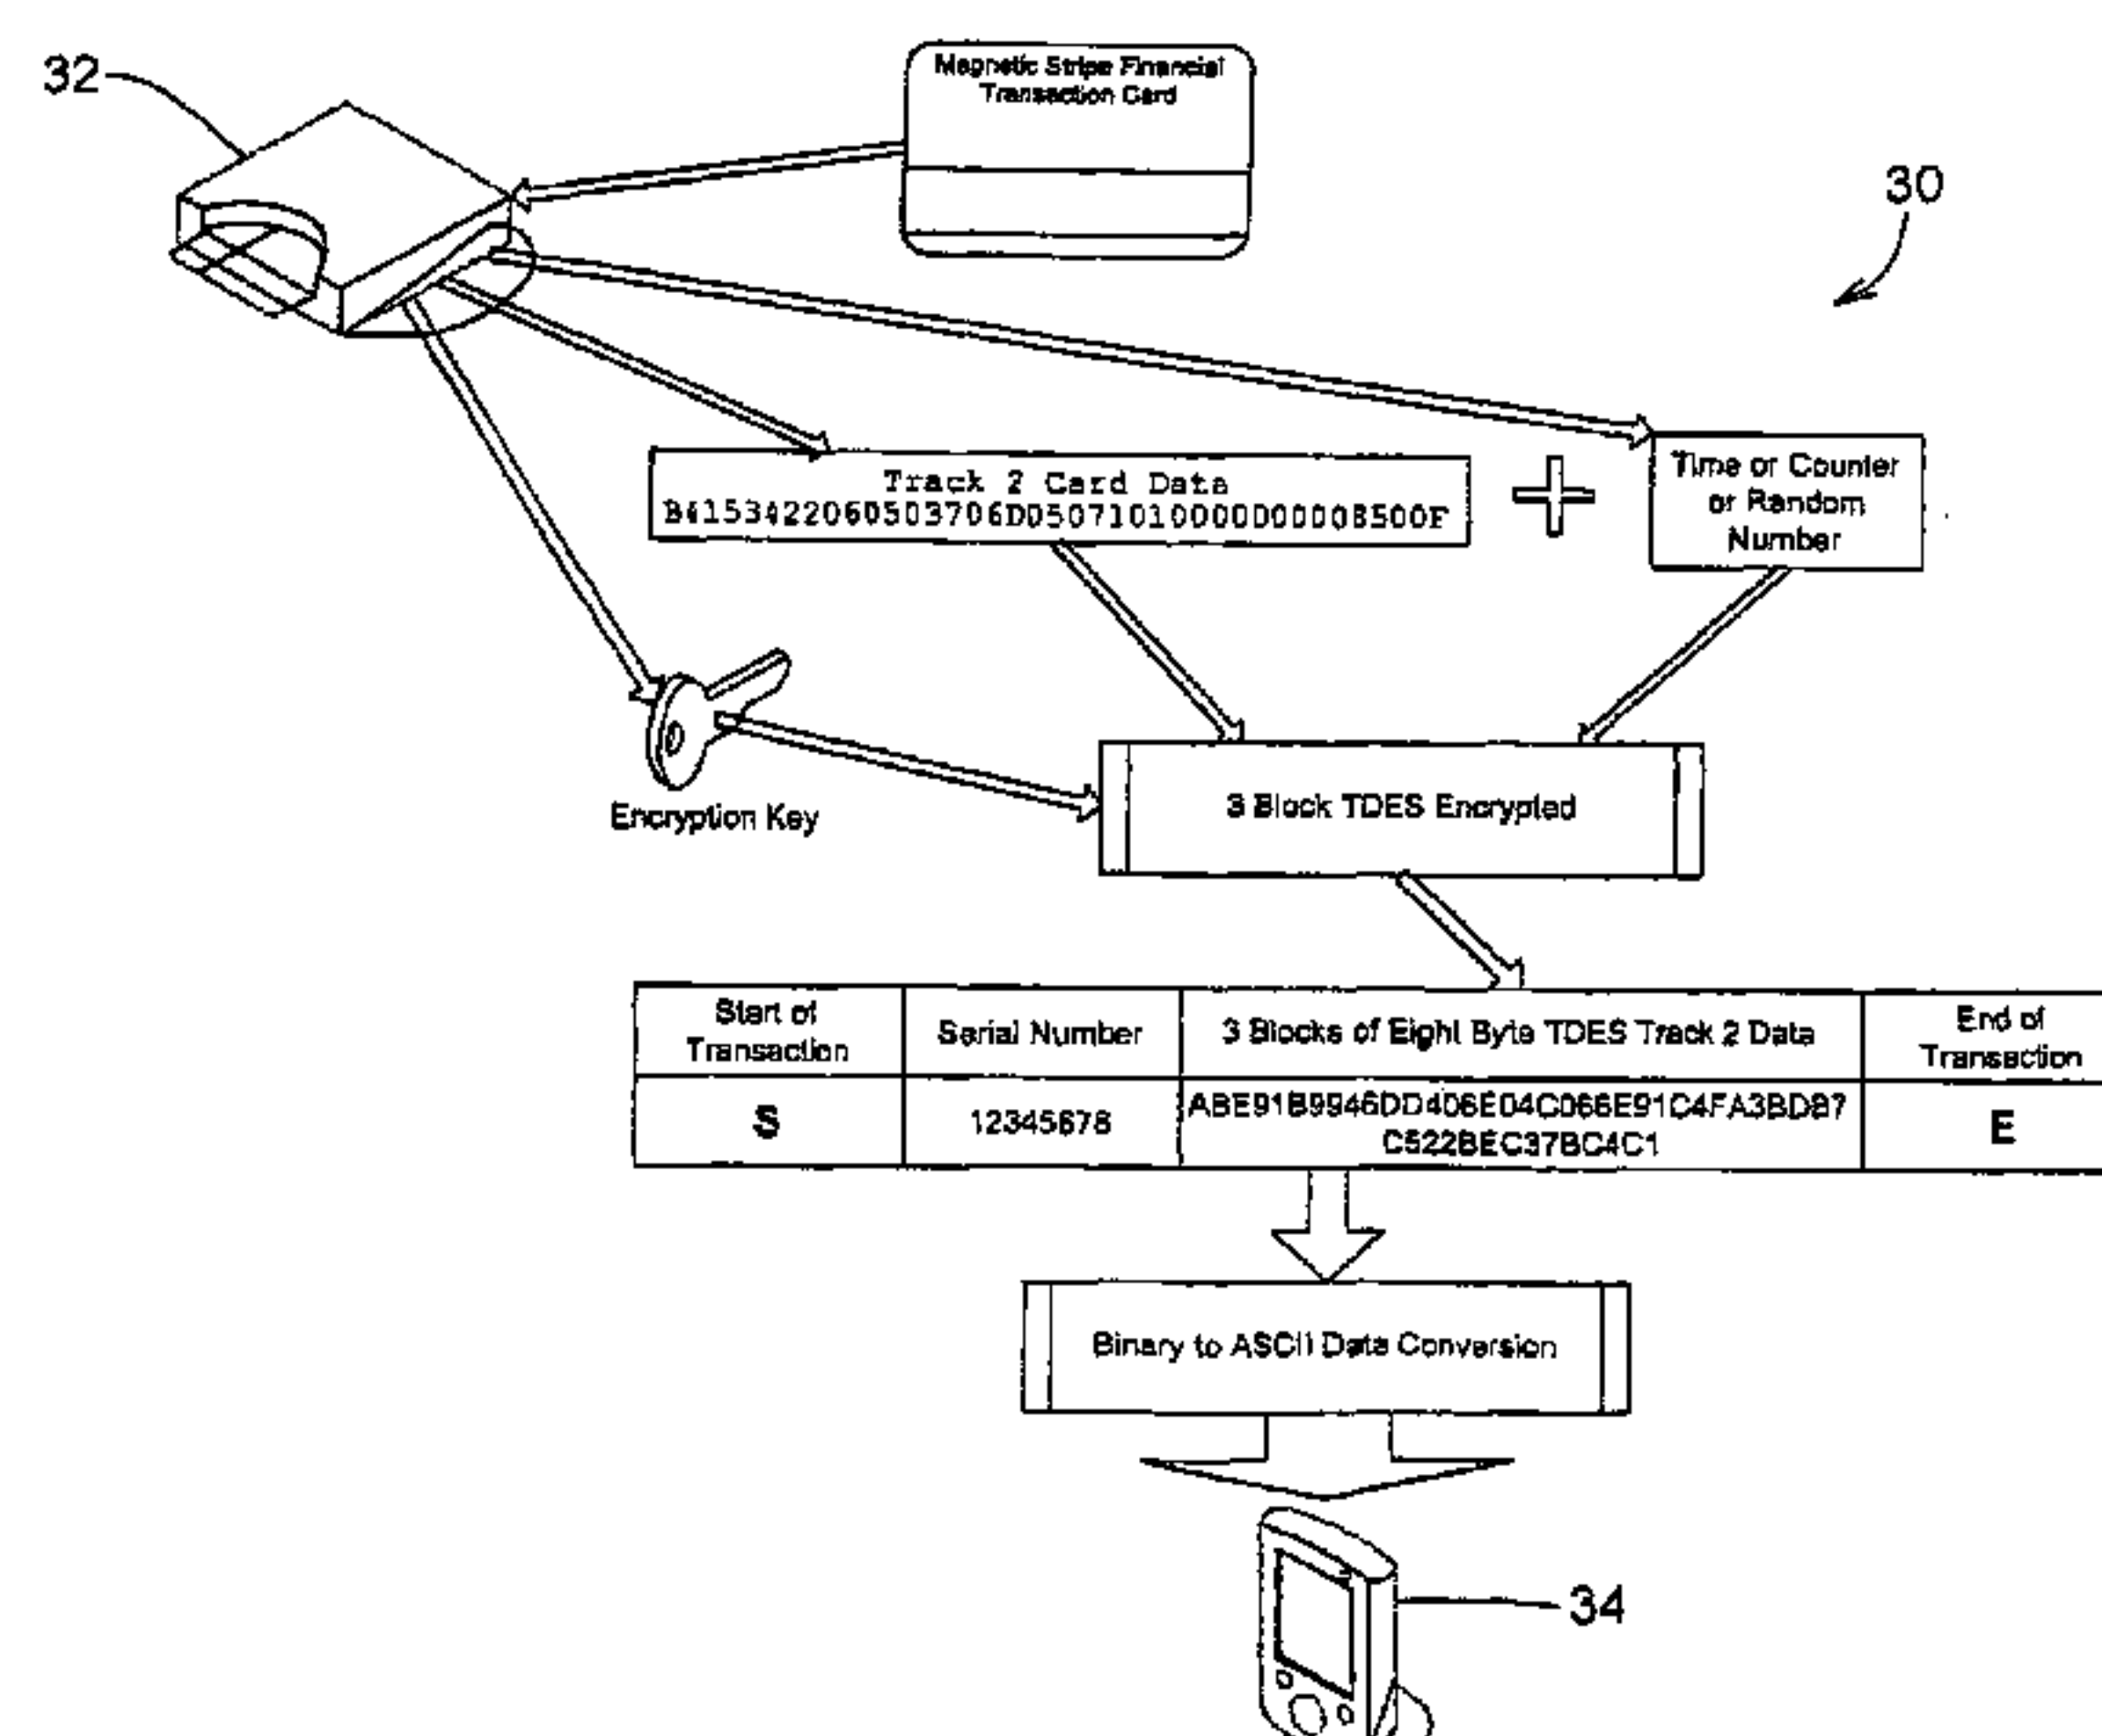 32
Magnetic Stripe Financial
Transaction Card
30
Track 2 Card Data
B4153422060503706D05071010000000008500F
Time or Counter
or Random
Number
Encryption Key
3 Block TDES Encrypted
Start of
Transaction
Serial Number
3 Blocks of Eight Byte TDES Track 2 Data
End of
Transaction
S
12345678
ABE91B9946DD406E04C066E91C4FA3BDB7
C522BEC37BC4C1
E
Binary to ASCII Data Conversion
34